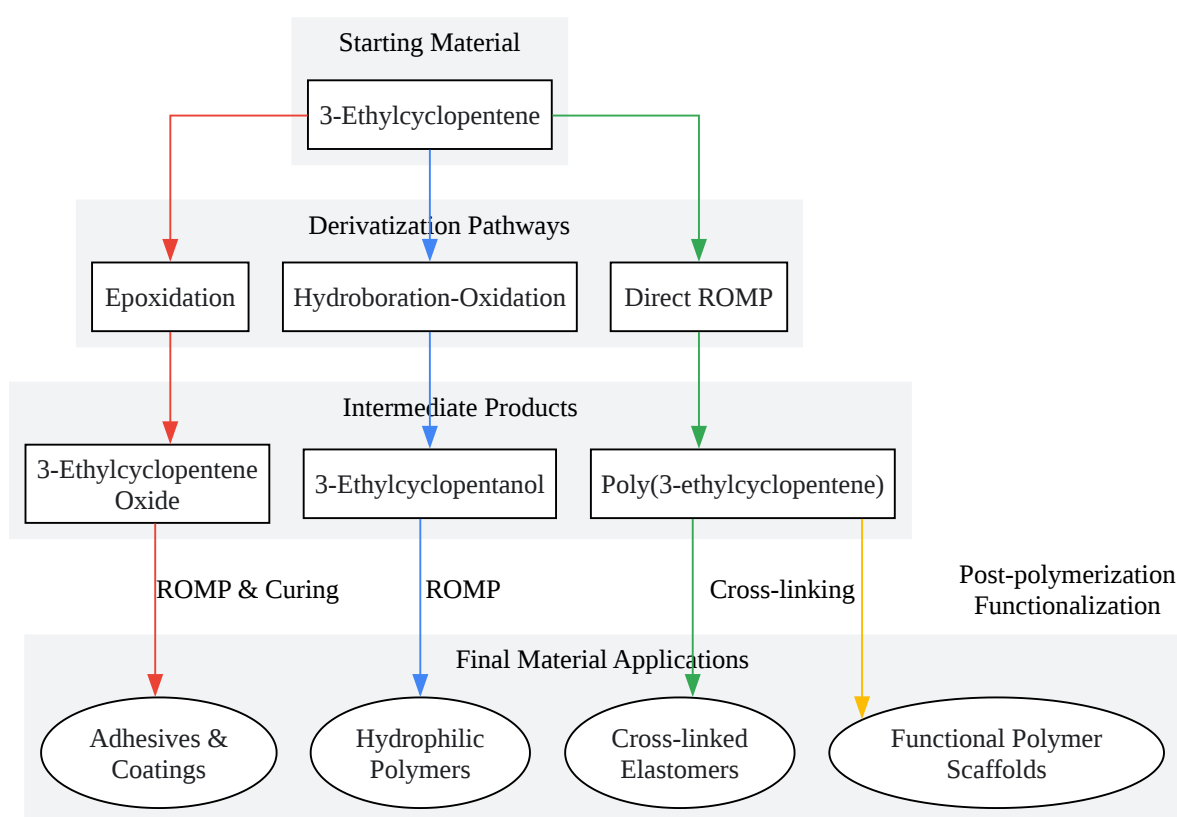 Starting Material
3-Ethylcyclopentene
Derivatization Pathways
Epoxidation
Hydroboration-Oxidation
Direct ROMP
Intermediate Products
3-Ethylcyclopentene
Oxide
3-Ethylcyclopentanol
Poly(3-ethylcyclopentene)
ROMP & Curing
ROMP
Cross-linking
Post-polymerization
Functionalization
Final Material Applications
Adhesives &
Coatings
Hydrophilic
Polymers
Cross-linked
Elastomers
Functional Polymer
Scaffolds